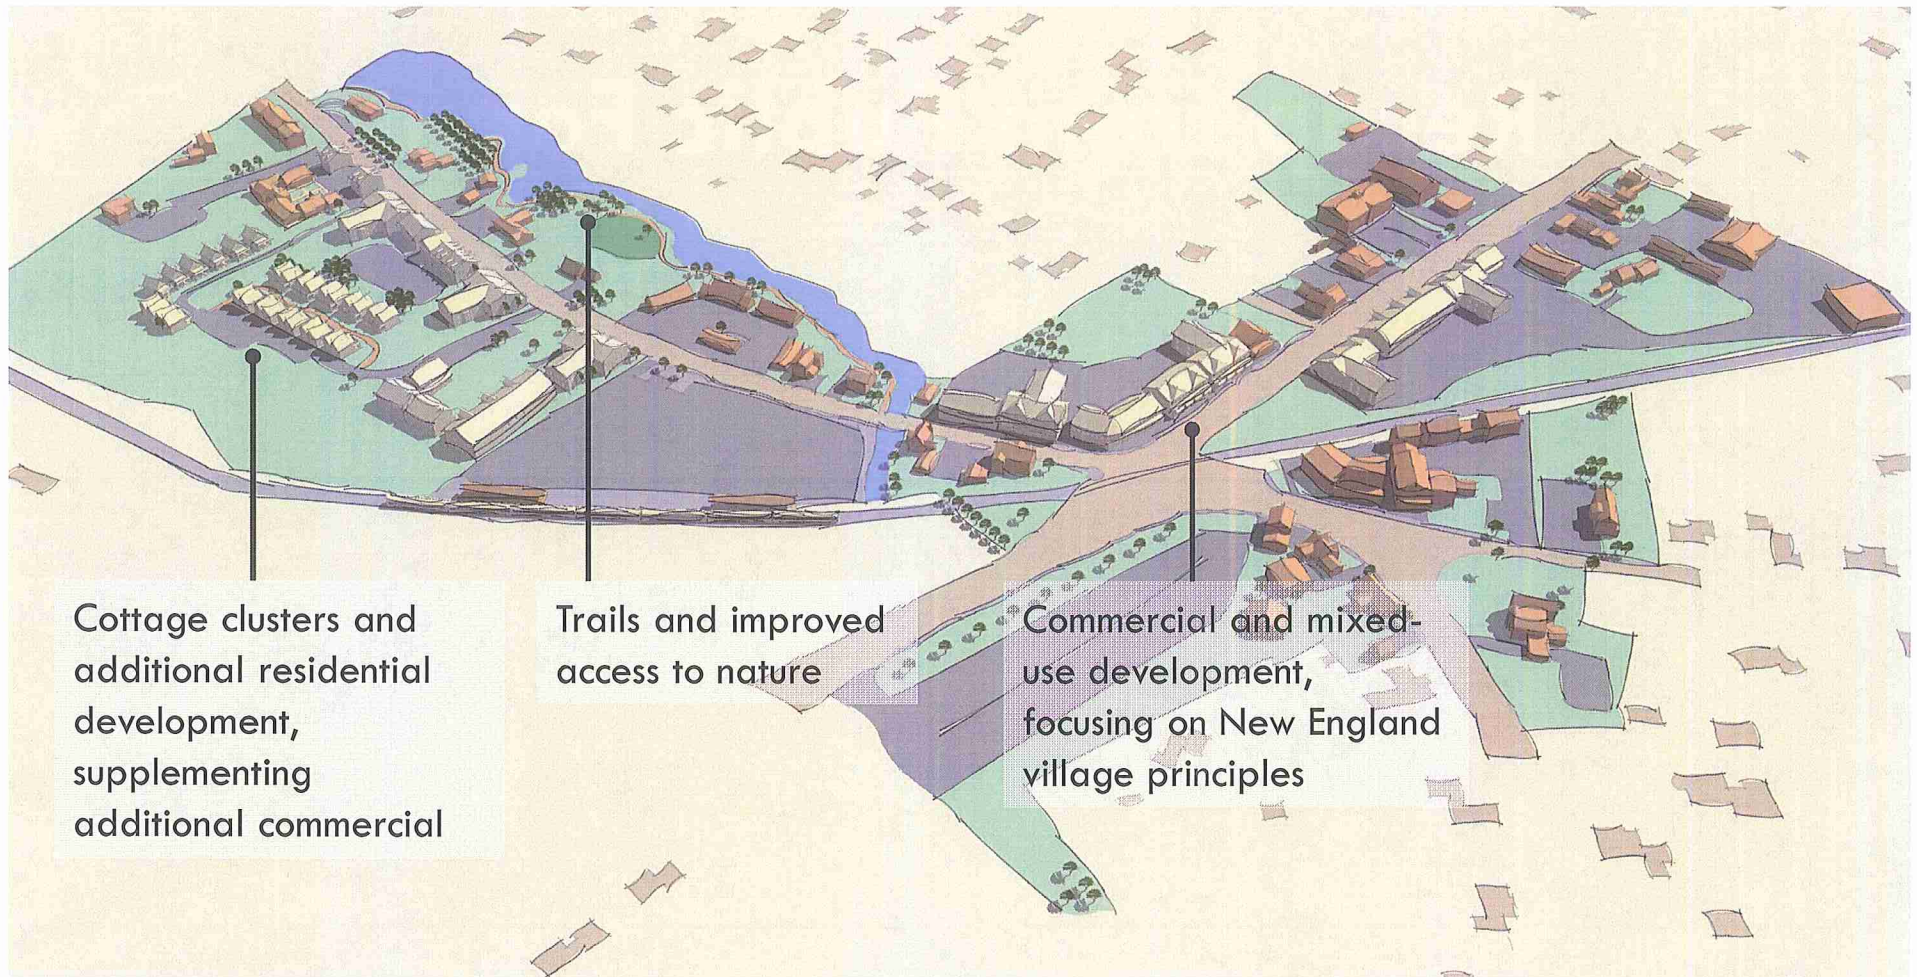 Cottage clusters and
additional residential
development,
supplementing
additional commercial
Trails and improved
access to nature
Commercial and mixed-
use development,
focusing on New England
village principles